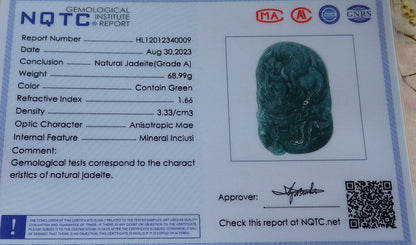 NQTC® GEMOLOGICAL INSTITUTE REPORT
MA
GNPS
Report Number HL12012340009
Date Aug 30,2023
Conclusion Natural Jadeite(Grade A)
Weight 68.99g
Color Contain Green
Refractive Index 1.66
Density 3.33/cm3
Optic Character Anisotropic Mae
Internal Feature Mineral Inclusi
Comment:
Gemological tests correspond to the charact
eristics of natural jadeite.
Approver:
Check this report at NQTC.net
!